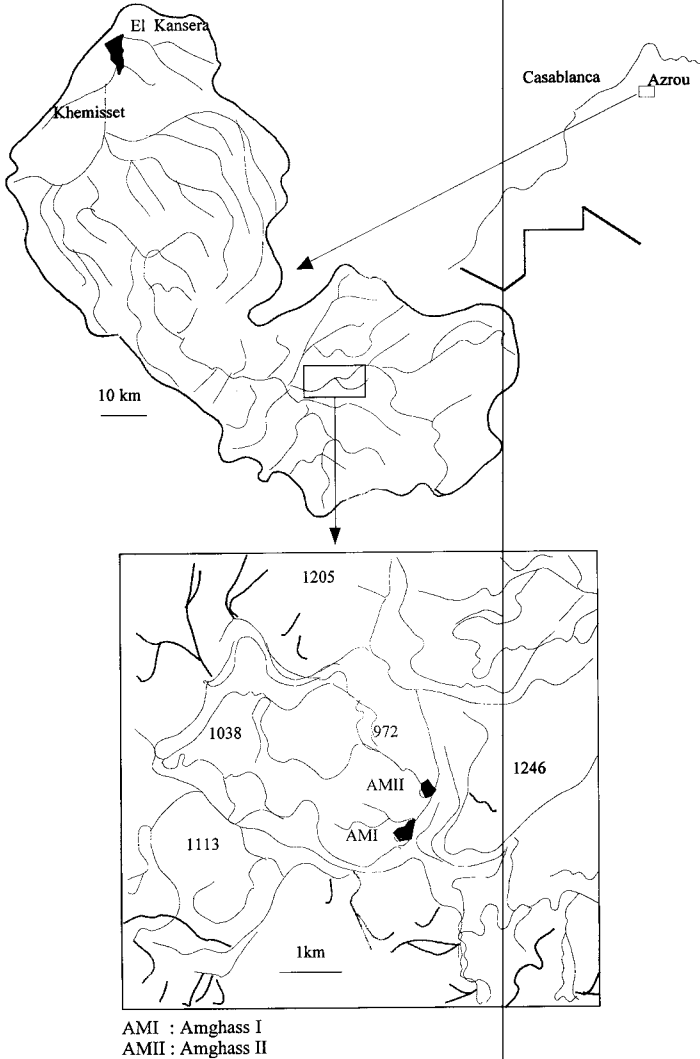 El Kansera
Casablanca
Azrou
Khemisset
10 km
1205
1038
972
1246
AMII
AMI
1113
1km
AMI : Amghass I
AMII : Amghass II